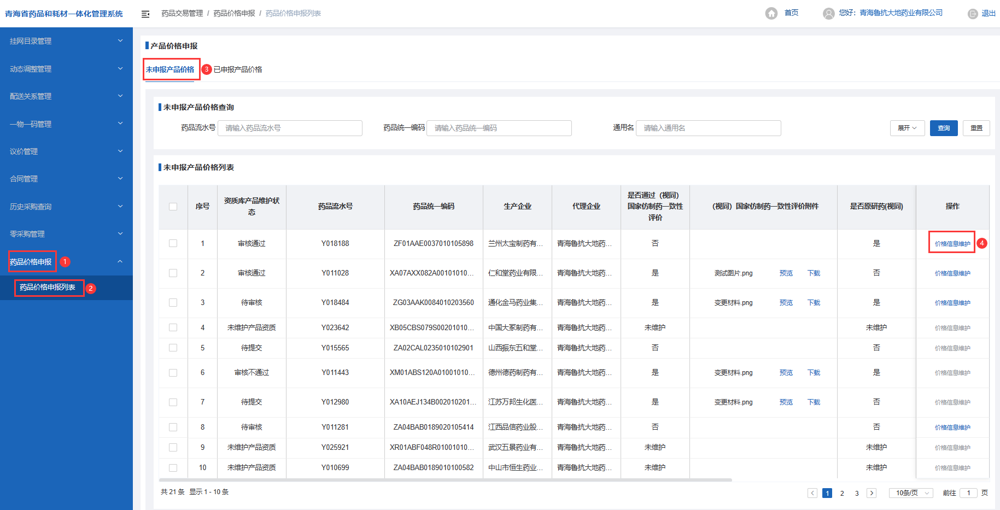 青海省药品和耗材一体化管理系统
药品交易管理 / 药品价格申报 / 药品价格申报列表
首页
您好：青海鲁抗大地药业有限公司
退出
挂网目录管理
动态调整管理
配送关系管理
一物一码管理
议价管理
合同管理
历史采购查询
零采购管理
药品价格申报 1
药品价格申报列表 2
产品价格申报
未申报产品价格 3 已申报产品价格
未申报产品价格查询
药品流水号 请输入药品流水号 药品统一编码 请输入药品统一编码 通用名 请输入通用名 展开 查询 重置
未申报产品价格列表
序号 资质库产品维护状态 药品流水号 药品统一编码 生产企业 代理企业 是否通过（视同）国家仿制药一致性评价 （视同）国家仿制药一致性评价附件 是否原研药(视同) 操作
1 审核通过 Y018188 ZF01AAE0037010105898 兰州太宝制药有... 青海鲁抗大地药... 否 是 价格信息维护 4
2 审核通过 Y011028 XA07AXX082A00101010... 仁和堂药业有限... 青海鲁抗大地药... 是 测试图片.png 预览 下载 否 价格信息维护
3 待审核 Y018484 ZG03AAK0084010203560 通化金马药业集... 青海鲁抗大地药... 是 变更材料.png 预览 下载 是 价格信息维护
4 未维护产品资质 Y023642 XB05CBS079S00201010... 中国大冢制药有... 青海鲁抗大地药... 未维护 未维护 价格信息维护
5 待提交 Y015565 ZA02CAL0235010102901 山西振东五和堂... 青海鲁抗大地药... 否 否 价格信息维护
6 审核不通过 Y011443 XM01ABS120A01001010... 德州德药制药有... 青海鲁抗大地药... 是 变更材料.png 预览 下载 是 价格信息维护
7 待提交 Y012980 XA10AEJ134B002010201... 江苏万邦生化医... 青海鲁抗大地药... 是 变更材料.png 预览 下载 否 价格信息维护
8 待审核 Y011281 ZA04BAB0189020105414 江西品信药业股... 青海鲁抗大地药... 否 否 价格信息维护
9 未维护产品资质 Y025921 XR01ABF048R01001010... 武汉五景药业有... 青海鲁抗大地药... 未维护 未维护 价格信息维护
10 未维护产品资质 Y010699 ZA04BAB0189010100582 中山市恒生药业... 青海鲁抗大地药... 未维护 未维护 价格信息维护
共 21 条 显示 1 - 10 条 < 1 2 3 > 10条/页 前往 1 页